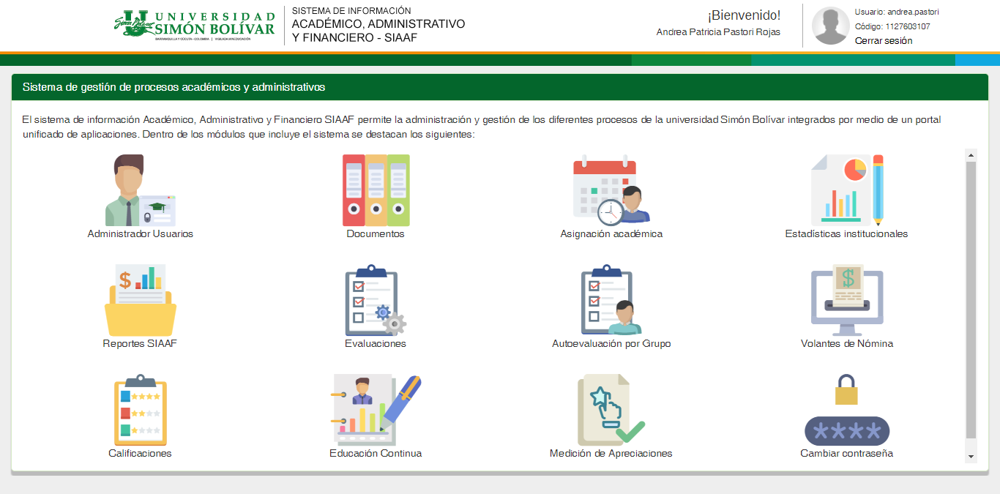 UNIVERSIDAD
SIMÓN BOLÍVAR
BARRANQUILLA Y CÚCUTA - COLOMBIA | VIGILADA MINEDUCACIÓN
SISTEMA DE INFORMACIÓN
ACADÉMICO, ADMINISTRATIVO
Y FINANCIERO - SIAAF
¡Bienvenido!
Andrea Patricia Pastori Rojas
Usuario: andrea.pastori
Código: 1127603107
Cerrar sesión
Sistema de gestión de procesos académicos y administrativos
El sistema de información Académico, Administrativo y Financiero SIAAF permite la administración y gestión de los diferentes procesos de la universidad Simón Bolívar integrados por medio de un portal
unificado de aplicaciones. Dentro de los módulos que incluye el sistema se destacan los siguientes:
Administrador Usuarios
Documentos
Asignación académica
Estadísticas institucionales
$
$
Reportes SIAAF
Evaluaciones
Autoevaluación por Grupo
Volantes de Nómina
Calificaciones
Educación Continua
Medición de Apreciaciones
Cambiar contraseña